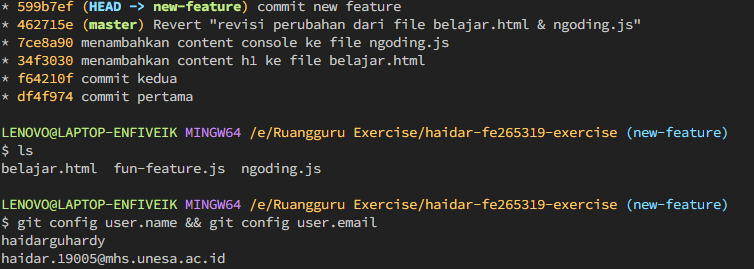 * 599b7ef (HEAD -> new-feature) commit new feature
* 462715e (master) Revert "revisi perubahan dari file belajar.html & ngoding.js"
* 7ce8a90 menambahkan content console ke file ngoding.js
* 34f3030 menambahkan content h1 ke file belajar.html
* f64210f commit kedua
* df4f974 commit pertama
LENOVO@LAPTOP-ENFIVEIK MINGW64 /e/Ruangguru Exercise/haidar-fe265319-exercise (new-feature)
$ ls
belajar.html fun-feature.js ngoding.js
LENOVO@LAPTOP-ENFIVEIK MINGW64 /e/Ruangguru Exercise/haidar-fe265319-exercise (new-feature)
$ git config user.name && git config user.email
haidarguhardy
haidar.19005@mhs.unesa.ac.id